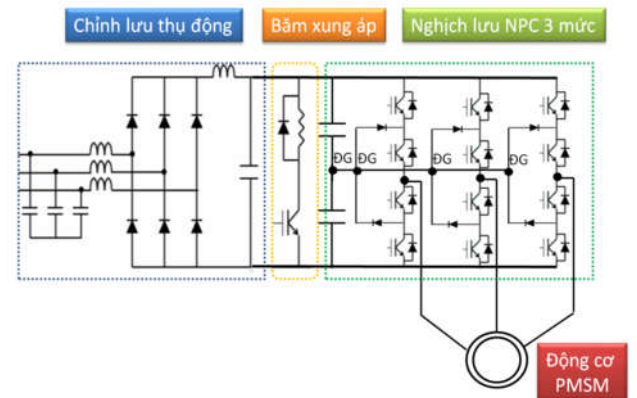 Chỉnh lưu thụ động
Băm xung áp
Nghịch lưu NPC 3 mức
ĐG ĐG ĐG ĐG
Động cơ
PMSM